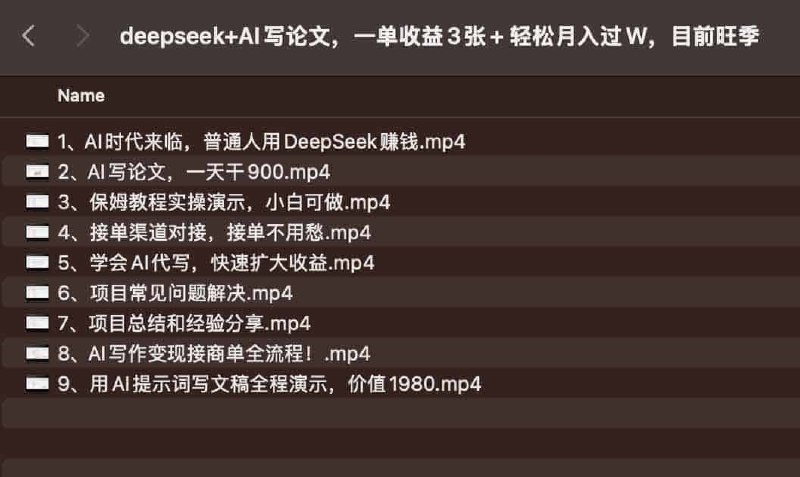 deepseek+AI写论文，一单收益3张+ 轻松月入过W，目前旺季
Name
1、AI时代来临，普通人用DeepSeek赚钱.mp4
2、AI写论文，一天干900.mp4
3、保姆教程实操演示，小白可做.mp4
4、接单渠道对接，接单不用愁.mp4
5、学会AI代写，快速扩大收益.mp4
6、项目常见问题解决.mp4
7、项目总结和经验分享.mp4
8、AI写作变现接商单全流程！.mp4
9、用AI提示词写文稿全程演示，价值1980.mp4